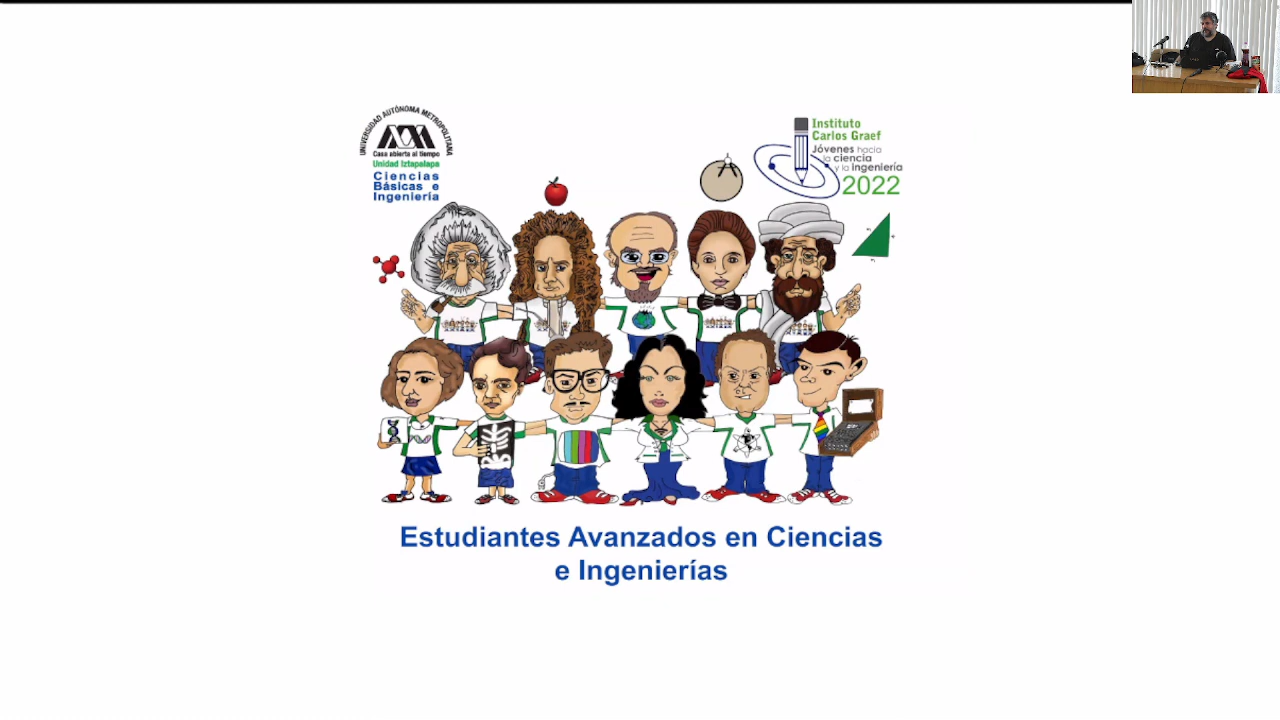 UNIVERSIDAD AUTÓNOMA METROPOLITANA
Casa abierta al tiempo
Unidad Iztapalapa
Ciencias
Básicas e
Ingeniería
Instituto
Carlos Graef
Jóvenes hacia
la ciencia
y la ingeniería
2022
Estudiantes Avanzados en Ciencias
e Ingenierías